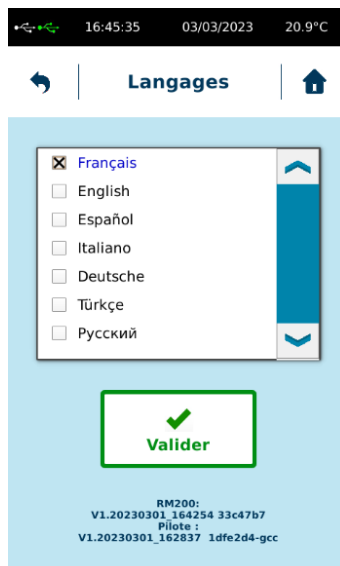 16:45:35 03/03/2023 20.9°C
Langages
Français
English
Español
Italiano
Deutsche
Türkçe
Русский
Valider
RM200:
V1.20230301_164254 33c47b7
Pilote :
V1.20230301_162837 1dfe2d4-gcc